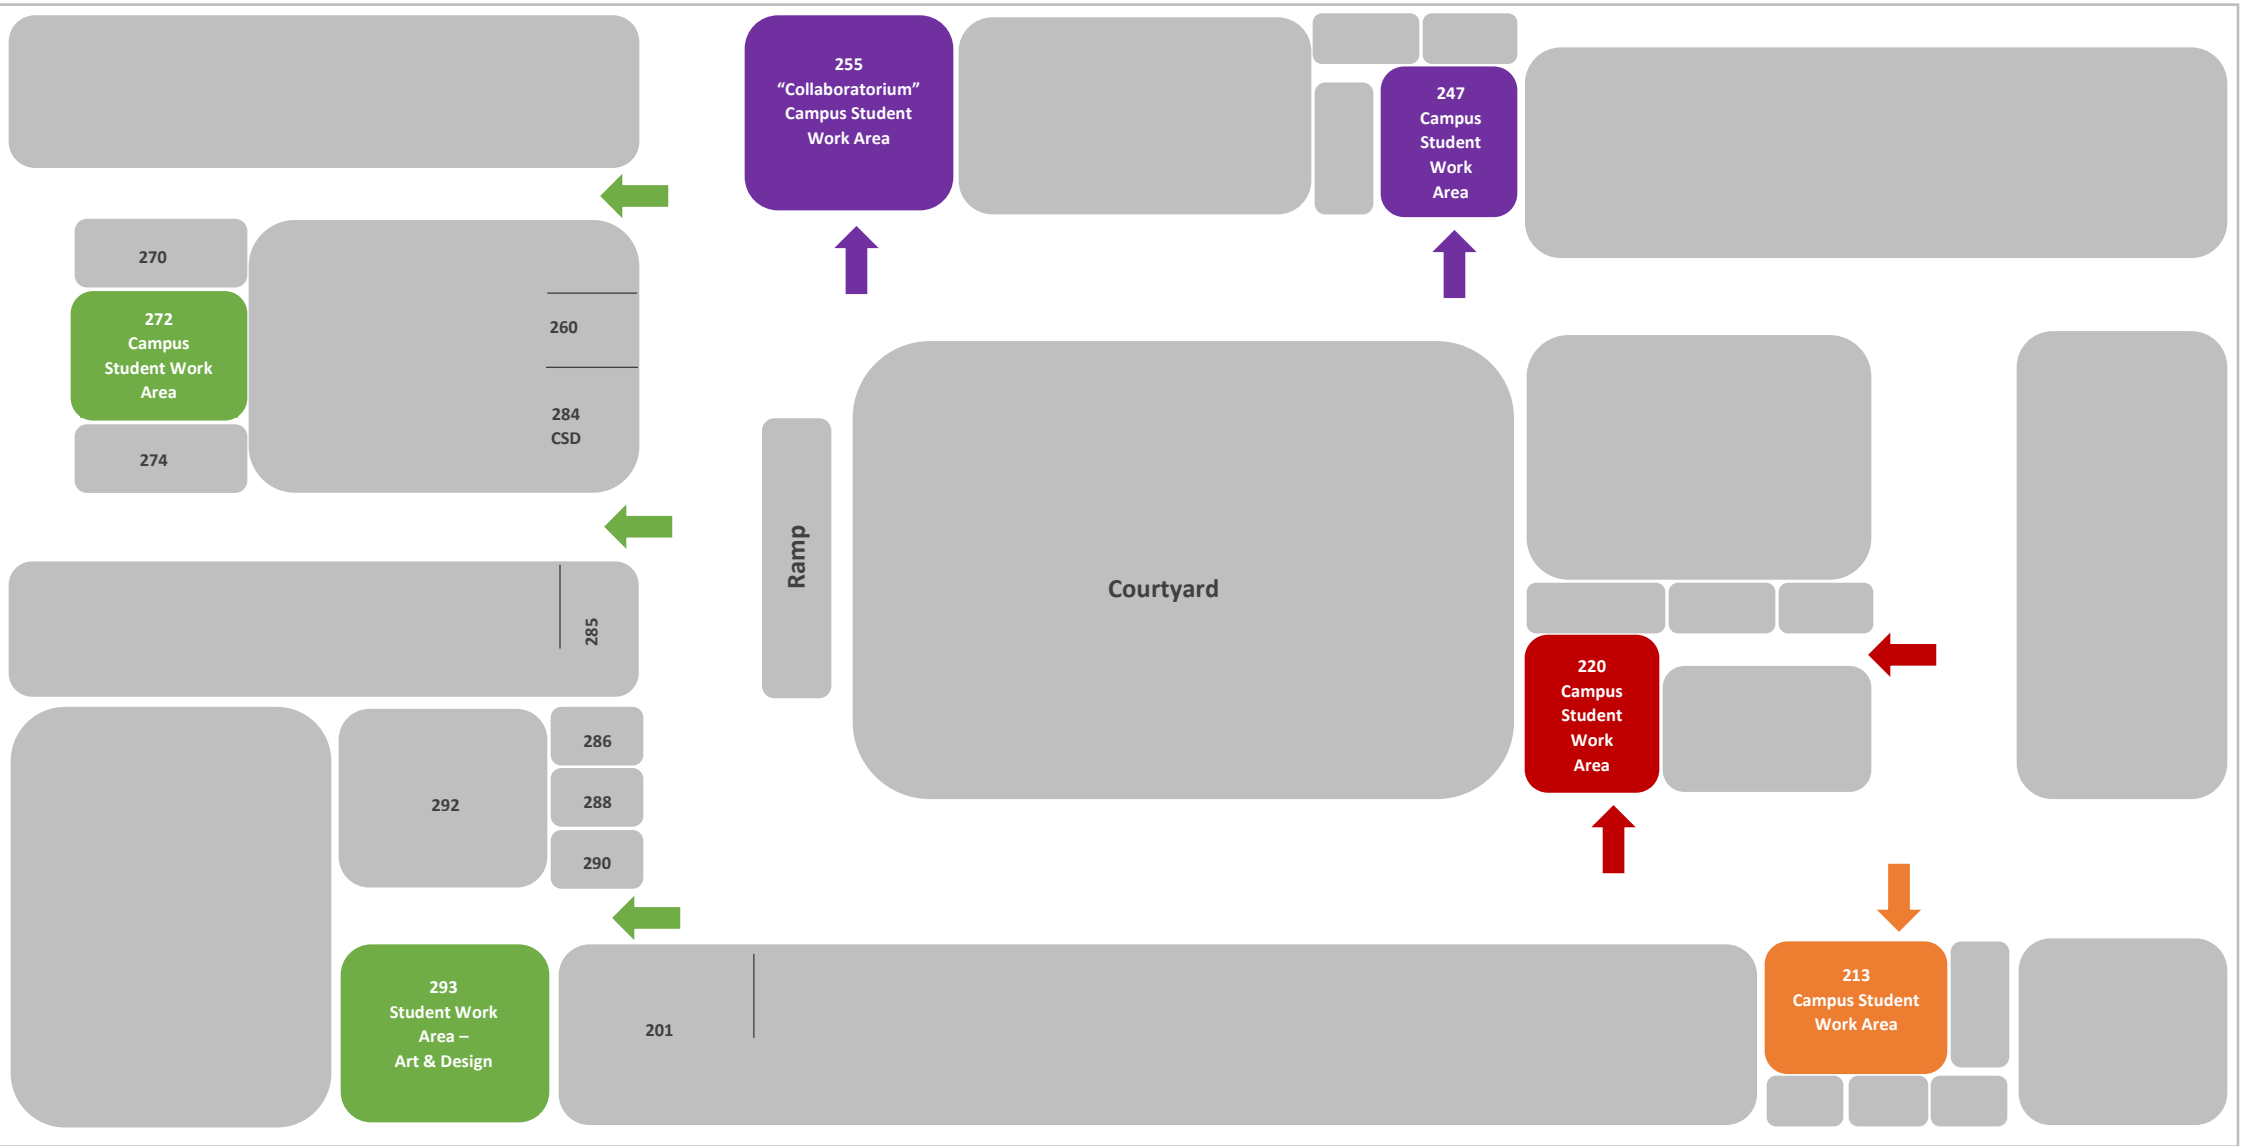 255
“Collaboratorium”
Campus Student
Work Area
247
Campus
Student
Work
Area
270
272
Campus
Student Work
Area
274
260
284
CSD
285
Ramp
Courtyard
220
Campus
Student
Work
Area
286
288
290
292
293
Student Work
Area –
Art & Design
201
213
Campus Student
Work Area